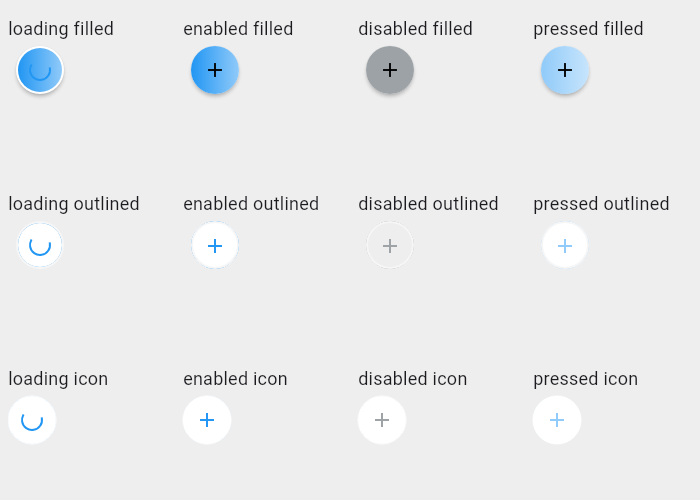 loading filled
enabled filled
disabled filled
pressed filled
loading outlined
enabled outlined
disabled outlined
pressed outlined
loading icon
enabled icon
disabled icon
pressed icon